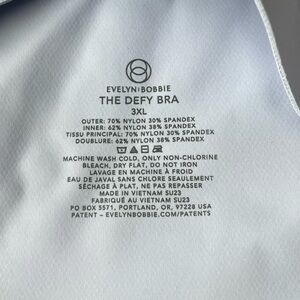 EVELYN BOBBIE
THE DEFY BRA
3XL
OUTER: 70% NYLON 30% SPANDEX
INNER: 62% NYLON 38% SPANDEX
TISSU PRINCIPAL: 70% NYLON 30% SPANDEX
DOUBLURE: 62% NYLON 38% SPANDEX
MACHINE WASH COLD, ONLY NON-CHLORINE
BLEACH, DRY FLAT, DO NOT IRON
LAVAGE EN MACHINE À FROID
EAU DE JAVAL SANS CHLORE SEAULEMENT
SÉCHAGE À PLAT, NE PAS REPASSER
MADE IN VIETNAM SU23
FABRIQUÉ AU VIETNAM SU23
PO BOX 5571, PORTLAND, OR, 97228 USA
PATENT – EVELYNBOBBIE.COM/PATENTS